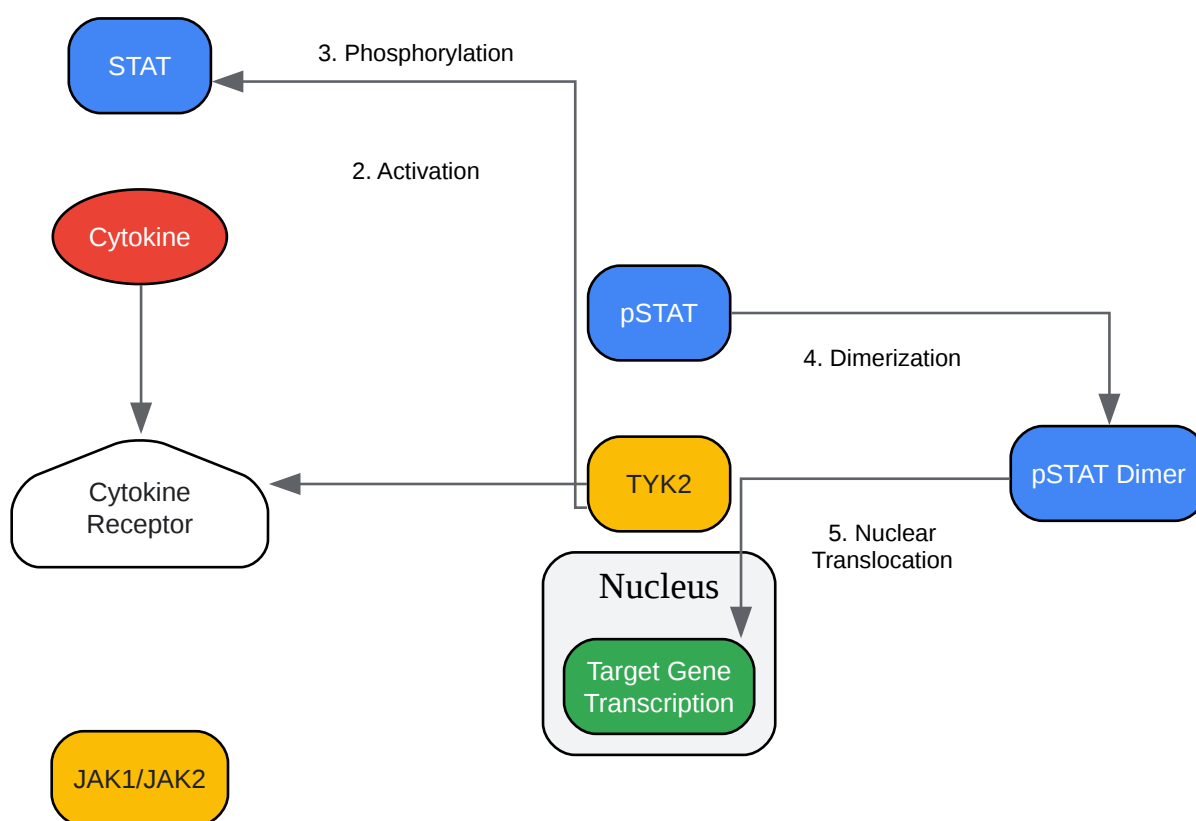 3. Phosphorylation
STAT
2. Activation
Cytokine
pSTAT
4. Dimerization
TYK2
pSTAT Dimer
Cytokine
Receptor
5. Nuclear
Translocation
Nucleus
Target Gene
Transcription
JAK1/JAK2